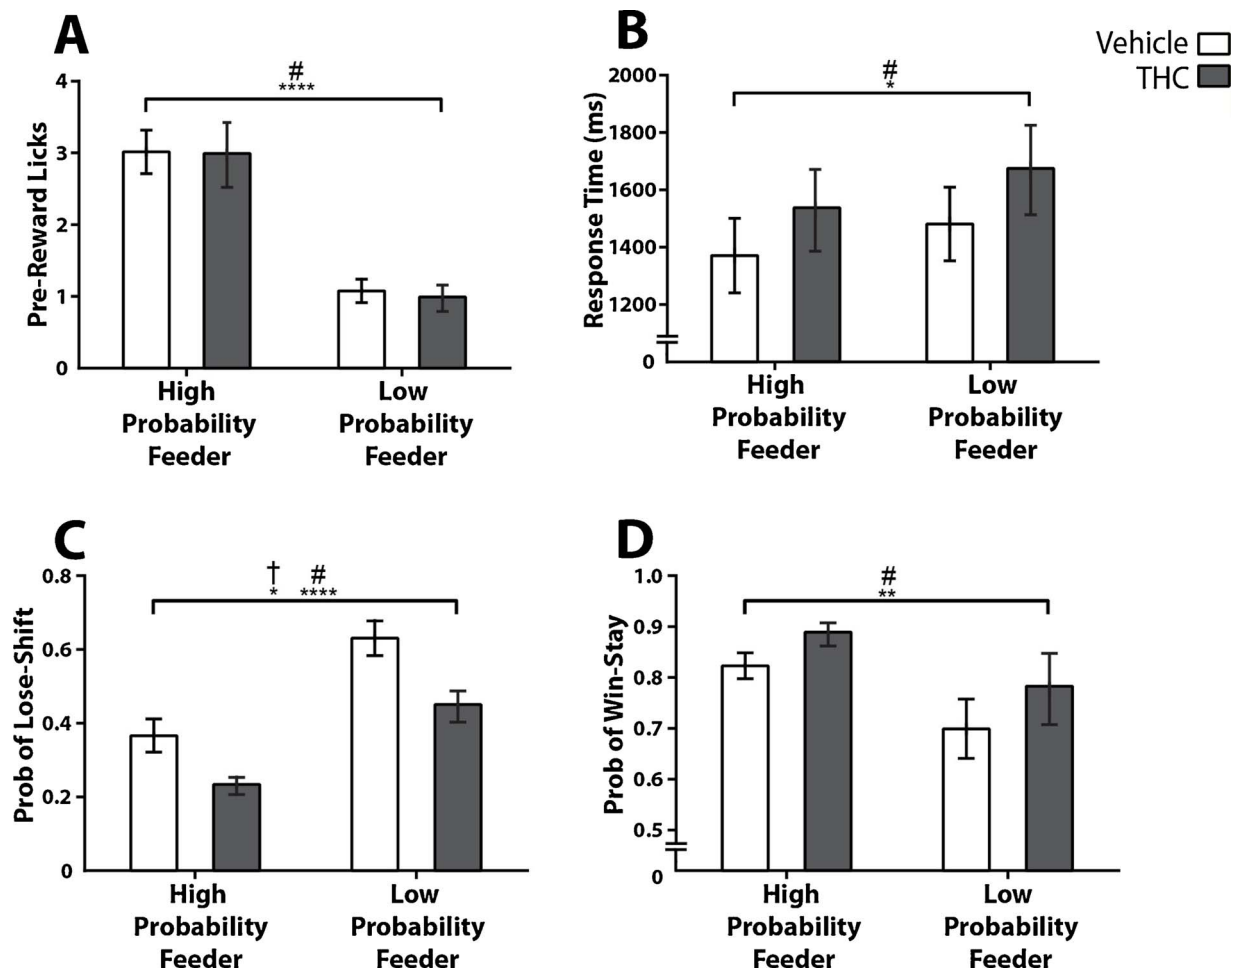 A
B
Vehicle
THC
#
****
4
3
2
1
0
Pre-Reward Licks
High
Probability
Feeder
Low
Probability
Feeder
#
*
2000
1800
1600
1400
1200
0
Response Time (ms)
High
Probability
Feeder
Low
Probability
Feeder
C
† #
* ****
0.8
0.6
0.4
0.2
0
Prob of Lose-Shift
High
Probability
Feeder
Low
Probability
Feeder
D
#
**
1.0
0.9
0.8
0.7
0.6
0.5
0
Prob of Win-Stay
High
Probability
Feeder
Low
Probability
Feeder